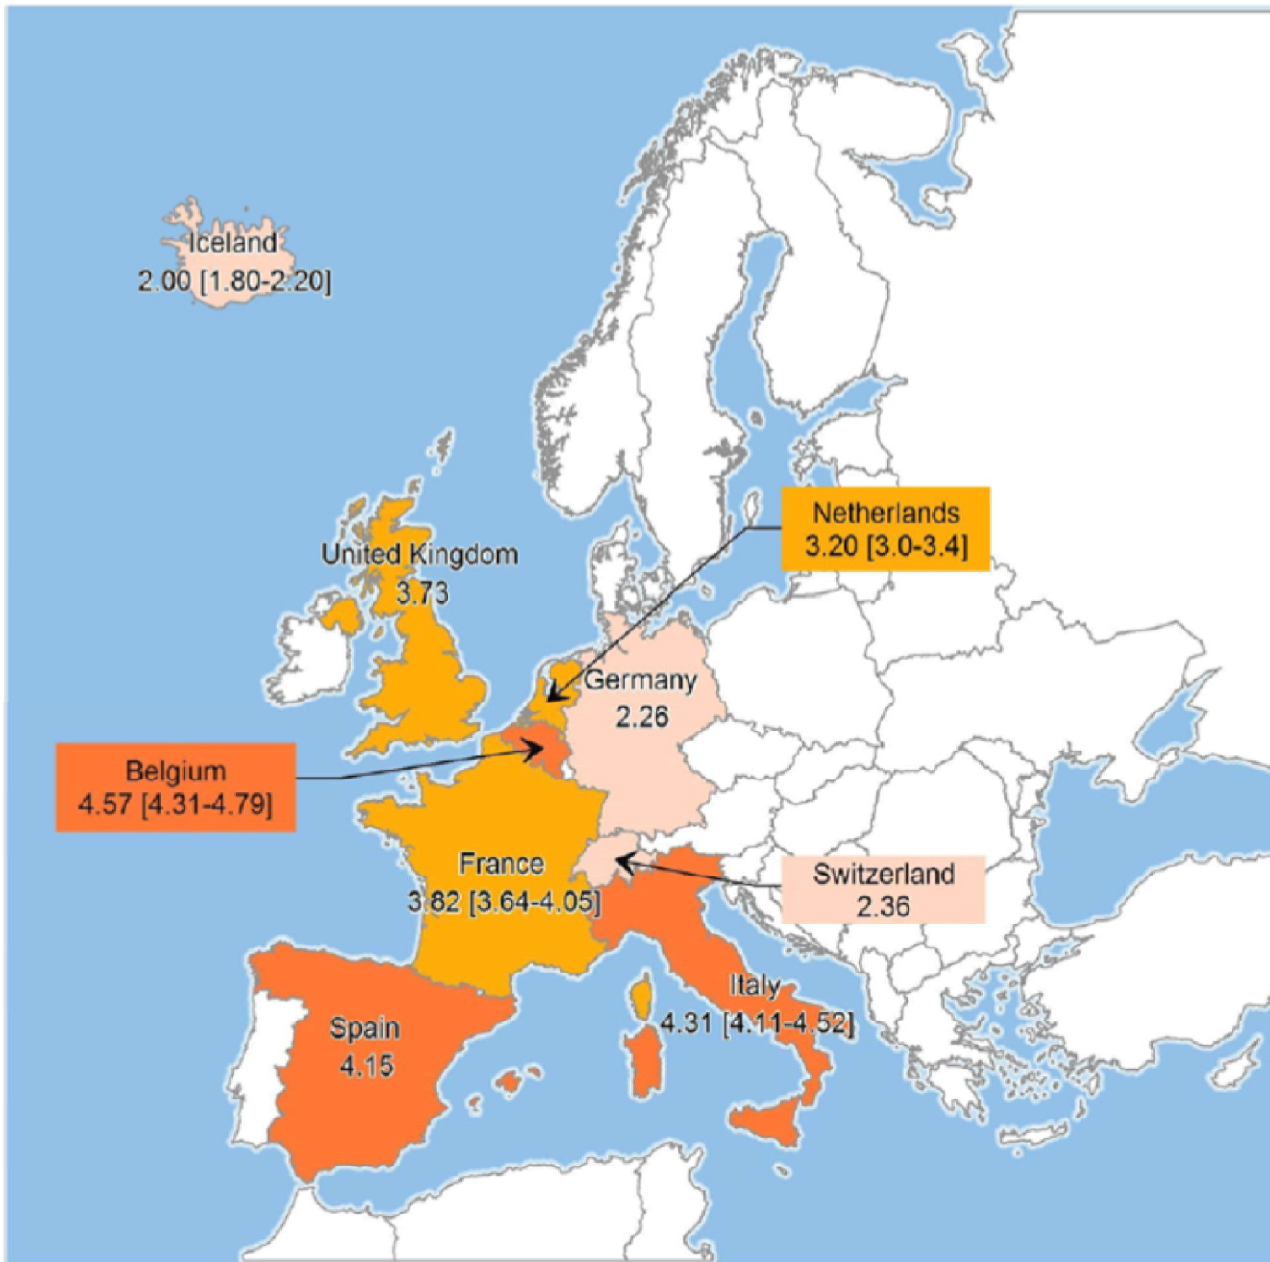 Iceland
2.00 [1.80-2.20]
Netherlands
3.20 [3.0-3.4]
United Kingdom
3.73
Germany
2.26
Belgium
4.57 [4.31-4.79]
France
3.82 [3.64-4.05]
Switzerland
2.36
Italy
4.31 [4.11-4.52]
Spain
4.15